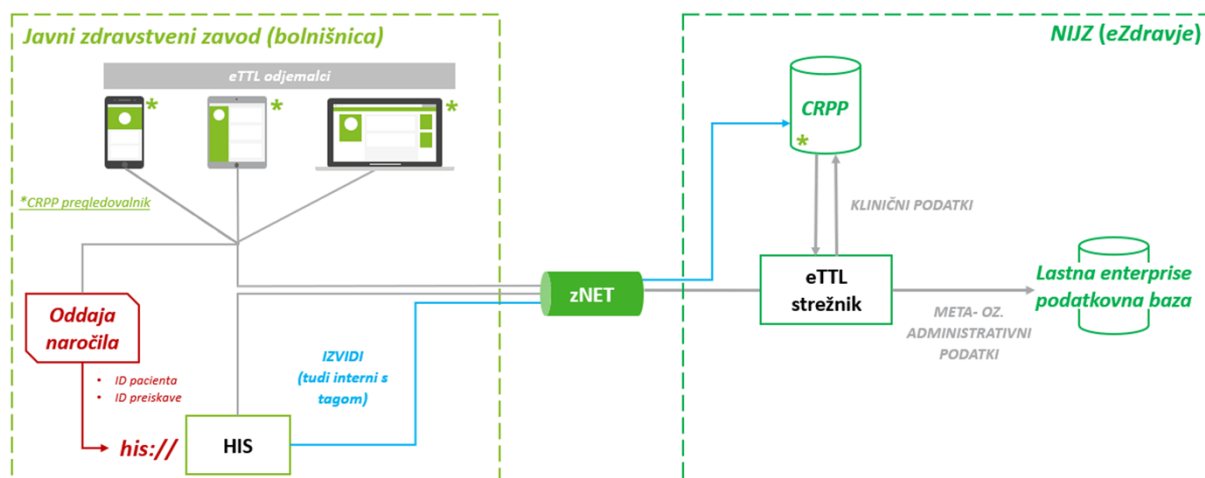 Javni zdravstveni zavod (bolnišnica)
NIJZ (eZdravje)
eTTL odjemalci
*
*
*
CRPP
*
*CRPP pregledovalnik
KLINIČNI PODATKI
Oddaja
naročila
zNET
eTTL
strežnik
Lastna enterprise
podatkovna baza
META- OZ.
ADMINISTRATIVNI
PODATKI
IZVIDI
(tudi interni s
tagom)
• ID pacienta
• ID preiskave
his://
HIS